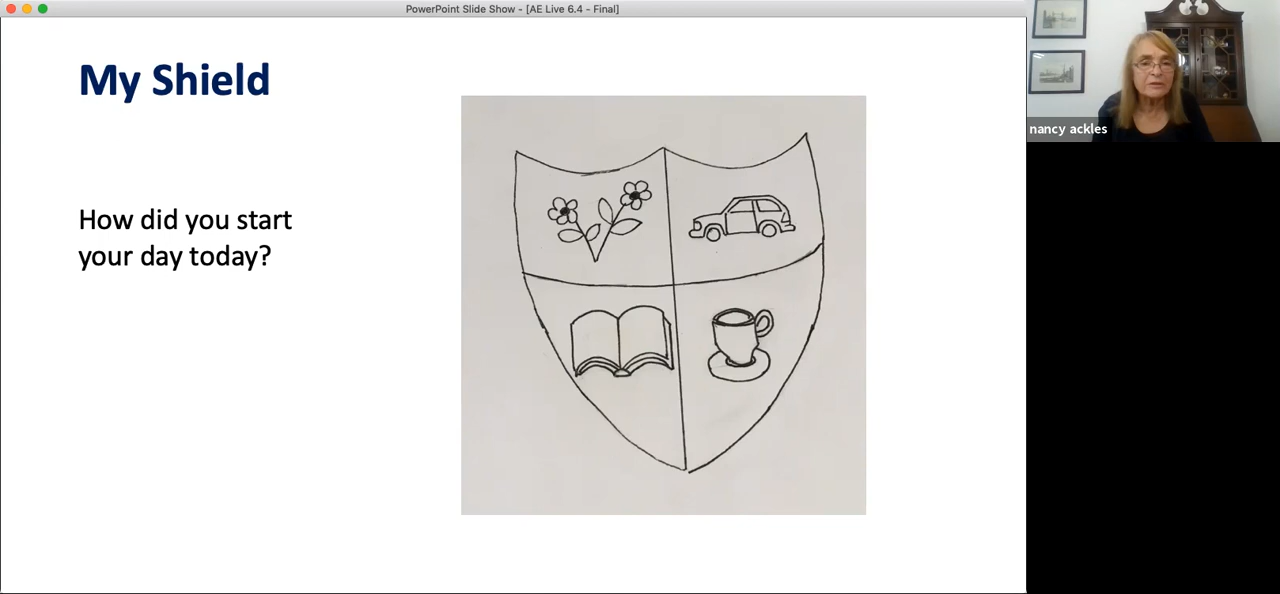 PowerPoint Slide Show - [AE Live 6.4 - Final]
My Shield
How did you start
your day today?
nancy ackles